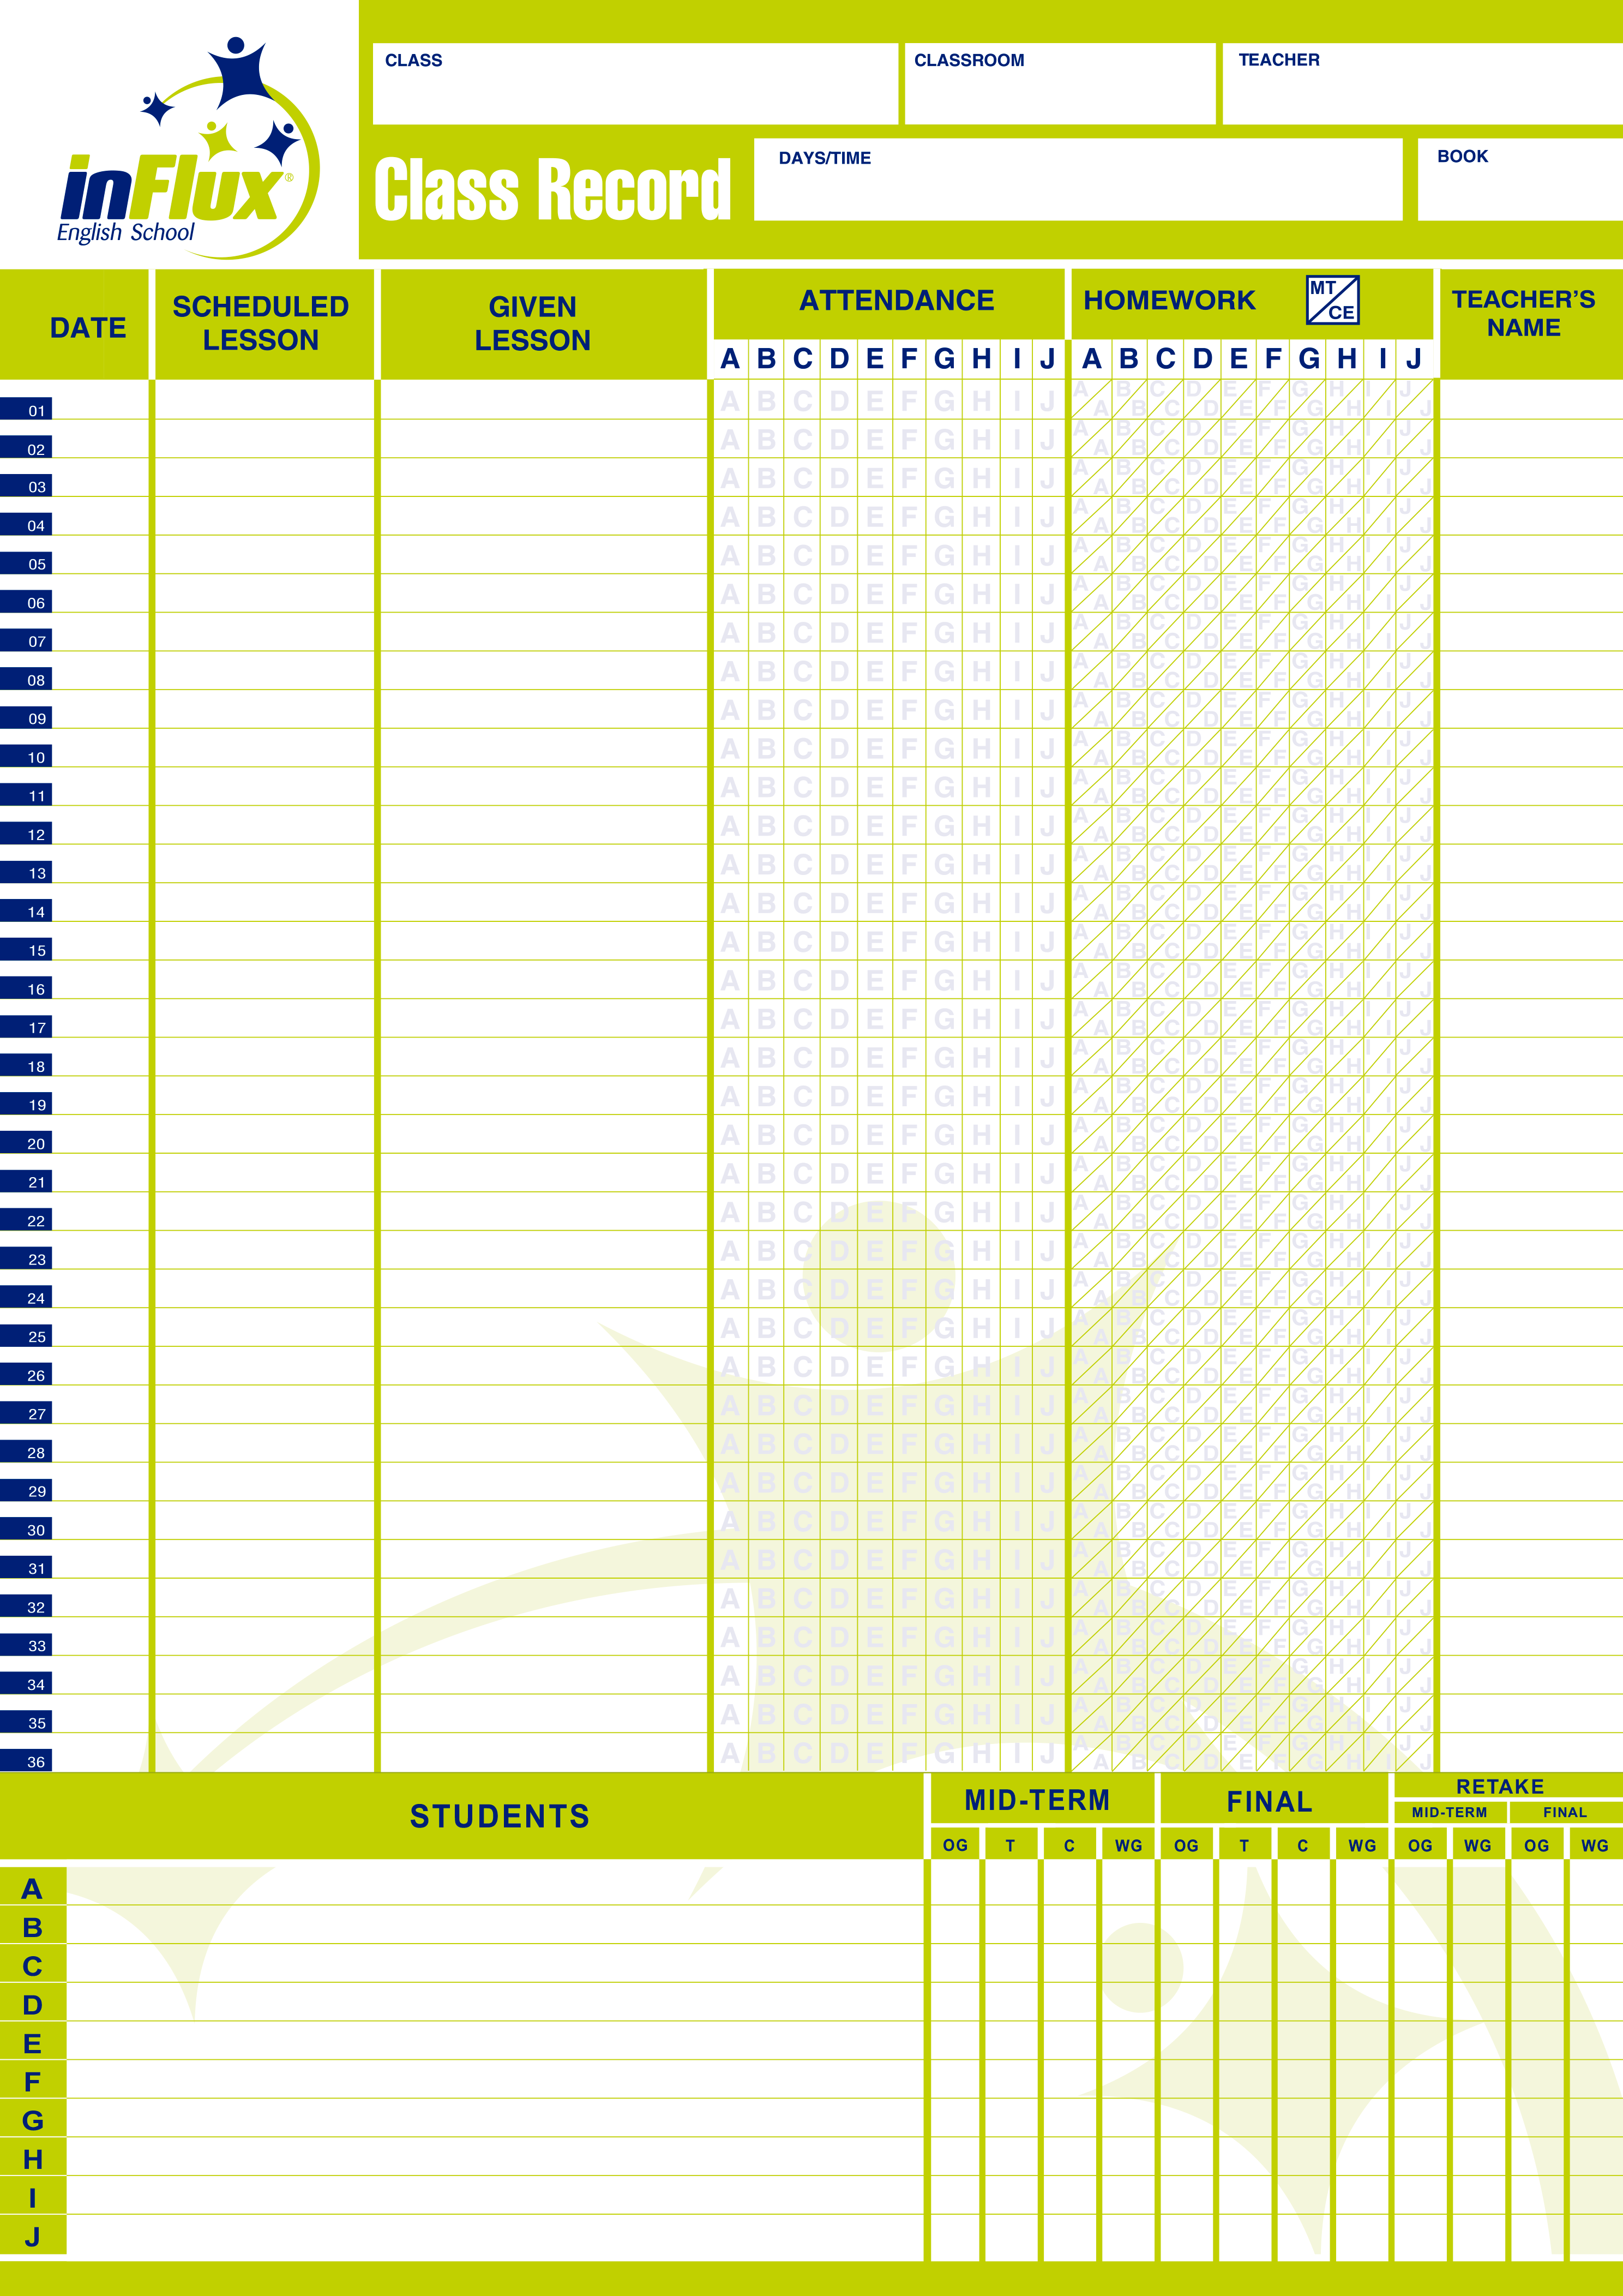 CLASS CLASSROOM TEACHER
inFlux®
English School
Class Record DAYS/TIME BOOK
DATE SCHEDULED LESSON GIVEN LESSON ATTENDANCE HOMEWORK MT CE TEACHER'S NAME
A B C D E F G H I J A B C D E F G H I J
01 A B C D E F G H I J A B C D E F G H I J A B C D E F G H I J
02 A B C D E F G H I J A B C D E F G H I J A B C D E F G H I J
03 A B C D E F G H I J A B C D E F G H I J A B C D E F G H I J
04 A B C D E F G H I J A B C D E F G H I J A B C D E F G H I J
05 A B C D E F G H I J A B C D E F G H I J A B C D E F G H I J
06 A B C D E F G H I J A B C D E F G H I J A B C D E F G H I J
07 A B C D E F G H I J A B C D E F G H I J A B C D E F G H I J
08 A B C D E F G H I J A B C D E F G H I J A B C D E F G H I J
09 A B C D E F G H I J A B C D E F G H I J A B C D E F G H I J
10 A B C D E F G H I J A B C D E F G H I J A B C D E F G H I J
11 A B C D E F G H I J A B C D E F G H I J A B C D E F G H I J
12 A B C D E F G H I J A B C D E F G H I J A B C D E F G H I J
13 A B C D E F G H I J A B C D E F G H I J A B C D E F G H I J
14 A B C D E F G H I J A B C D E F G H I J A B C D E F G H I J
15 A B C D E F G H I J A B C D E F G H I J A B C D E F G H I J
16 A B C D E F G H I J A B C D E F G H I J A B C D E F G H I J
17 A B C D E F G H I J A B C D E F G H I J A B C D E F G H I J
18 A B C D E F G H I J A B C D E F G H I J A B C D E F G H I J
19 A B C D E F G H I J A B C D E F G H I J A B C D E F G H I J
20 A B C D E F G H I J A B C D E F G H I J A B C D E F G H I J
21 A B C D E F G H I J A B C D E F G H I J A B C D E F G H I J
22 A B C D E F G H I J A B C D E F G H I J A B C D E F G H I J
23 A B C D E F G H I J A B C D E F G H I J A B C D E F G H I J
24 A B C D E F G H I J A B C D E F G H I J A B C D E F G H I J
25 A B C D E F G H I J A B C D E F G H I J A B C D E F G H I J
26 A B C D E F G H I J A B C D E F G H I J A B C D E F G H I J
27 A B C D E F G H I J A B C D E F G H I J A B C D E F G H I J
28 A B C D E F G H I J A B C D E F G H I J A B C D E F G H I J
29 A B C D E F G H I J A B C D E F G H I J A B C D E F G H I J
30 A B C D E F G H I J A B C D E F G H I J A B C D E F G H I J
31 A B C D E F G H I J A B C D E F G H I J A B C D E F G H I J
32 A B C D E F G H I J A B C D E F G H I J A B C D E F G H I J
33 A B C D E F G H I J A B C D E F G H I J A B C D E F G H I J
34 A B C D E F G H I J A B C D E F G H I J A B C D E F G H I J
35 A B C D E F G H I J A B C D E F G H I J A B C D E F G H I J
36 A B C D E F G H I J A B C D E F G H I J A B C D E F G H I J
STUDENTS MID-TERM FINAL RETAKE
MID-TERM FINAL
OG T C WG OG T C WG OG WG OG WG
A
B
C
D
E
F
G
H
I
J